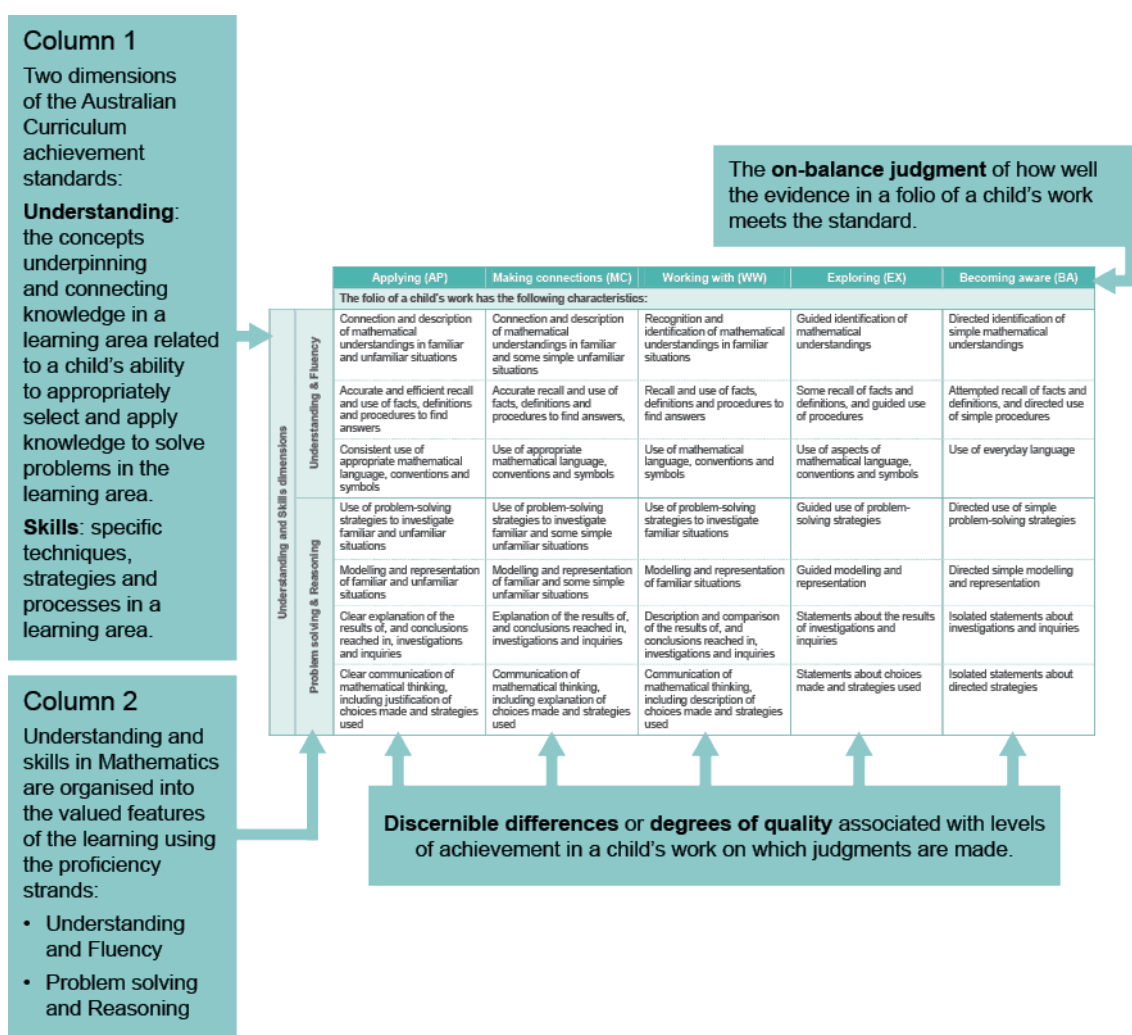 Column 1
Two dimensions
of the Australian
Curriculum
achievement
standards:
Understanding:
the concepts
underpinning
and connecting
knowledge in a
learning area related
to a child's ability
to appropriately
select and apply
knowledge to solve
problems in the
learning area.
Skills: specific
techniques,
strategies and
processes in a
learning area.
Column 2
Understanding and
skills in Mathematics
are organised into
the valued features
of the learning using
the proficiency
strands:
• Understanding
and Fluency
• Problem solving
and Reasoning
The on-balance judgment of how well
the evidence in a folio of a child's work
meets the standard.
Applying (AP)
Making connections (MC)
Working with (WW)
Exploring (EX)
Becoming aware (BA)
The folio of a child's work has the following characteristics:
Understanding and Skills dimensions
Understanding & Fluency
Connection and description
of mathematical
understandings in familiar
and unfamiliar situations
Connection and description
of mathematical
understandings in familiar
and some simple unfamiliar
situations
Recognition and
identification of mathematical
understandings in familiar
situations
Guided identification of
mathematical
understandings
Directed identification of
simple mathematical
understandings
Accurate and efficient recall
and use of facts, definitions
and procedures to find
answers
Accurate recall and use of
facts, definitions and
procedures to find answers,
Recall and use of facts,
definitions and procedures to
find answers
Some recall of facts and
definitions, and guided use
of procedures
Attempted recall of facts and
definitions, and directed use
of simple procedures
Consistent use of
appropriate mathematical
language, conventions and
symbols
Use of appropriate
mathematical language,
conventions and symbols
Use of mathematical
language, conventions and
symbols
Use of aspects of
mathematical language,
conventions and symbols
Use of everyday language
Problem solving & Reasoning
Use of problem-solving
strategies to investigate
familiar and unfamiliar
situations
Use of problem-solving
strategies to investigate
familiar and some simple
unfamiliar situations
Use of problem-solving
strategies to investigate
familiar situations
Guided use of problem-
solving strategies
Directed use of simple
problem-solving strategies
Modelling and representation
of familiar and unfamiliar
situations
Modelling and representation
of familiar and some simple
unfamiliar situations
Modelling and representation
of familiar situations
Guided modelling and
representation
Directed simple modelling
and representation
Clear explanation of the
results of, and conclusions
reached in, investigations
and inquiries
Explanation of the results of,
and conclusions reached in,
investigations and inquiries
Description and comparison
of the results of, and
conclusions reached in,
investigations and inquiries
Statements about the results
of investigations and
inquiries
Isolated statements about
investigations and inquiries
Clear communication of
mathematical thinking,
including justification of
choices made and strategies
used
Communication of
mathematical thinking,
including explanation of
choices made and strategies
used
Communication of
mathematical thinking,
including description of
choices made and strategies
used
Statements about choices
made and strategies used
Isolated statements about
directed strategies
Discernible differences or degrees of quality associated with levels
of achievement in a child's work on which judgments are made.